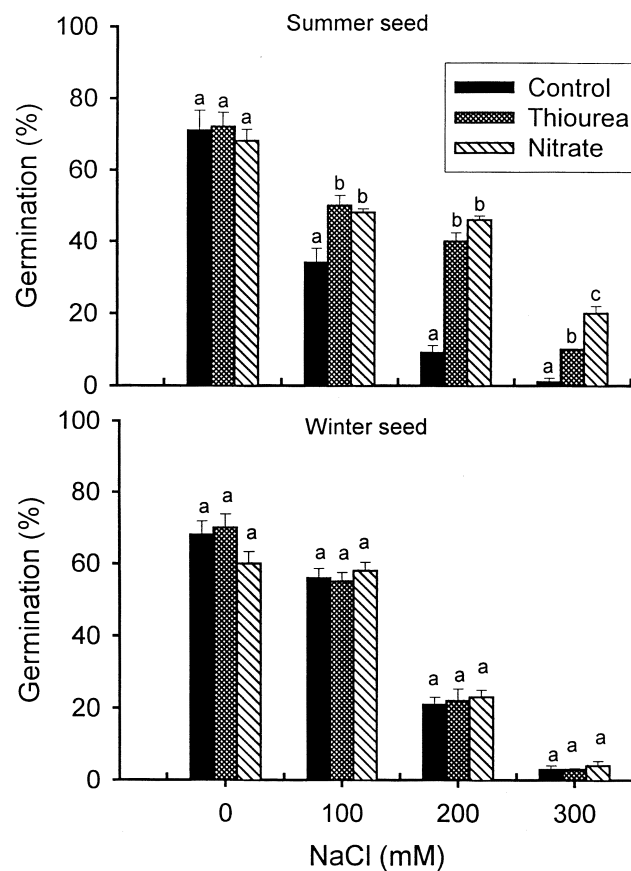 Summer seed
100
80
60
40
20
0
Germination (%)
Control
Thiourea
Nitrate
a a a
a b b
a b b
a b c
Winter seed
100
80
60
40
20
0
Germination (%)
a a a
a a a
a a a
a a a
0 100 200 300
NaCl (mM)